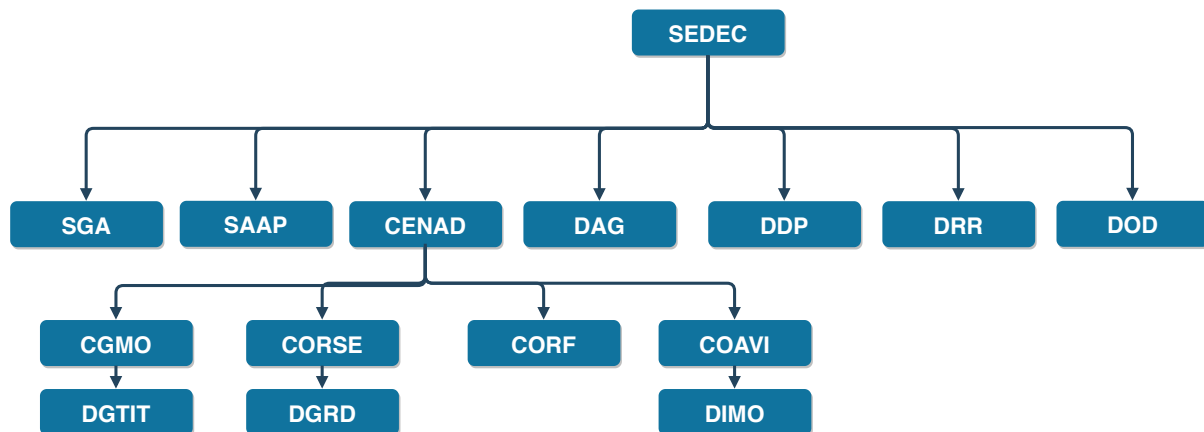 SEDEC
SGA
SAAP
CENAD
DAG
DDP
DRR
DOD
CGMO
CORSE
CORF
COAVI
DGTIT
DGRD
DIMO